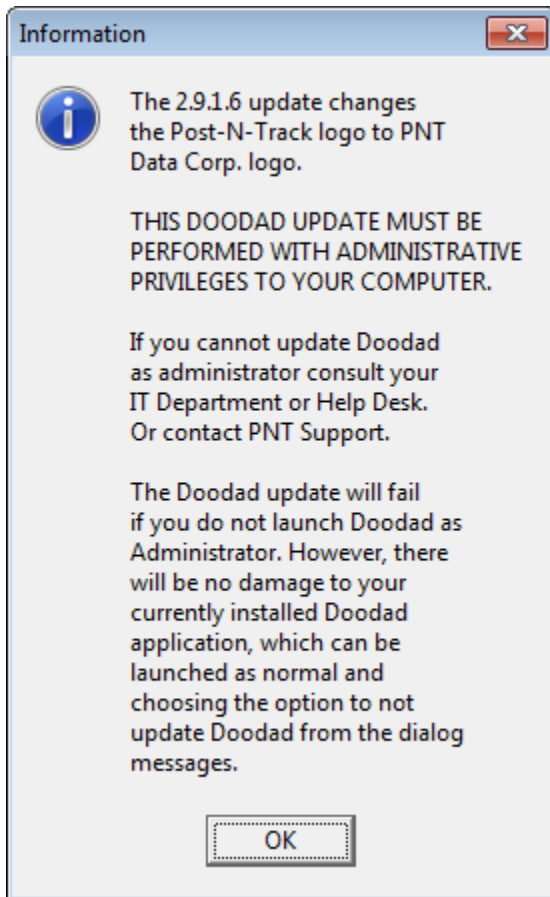 Information
The 2.9.1.6 update changes
the Post-N-Track logo to PNT
Data Corp. logo.
THIS DOODAD UPDATE MUST BE
PERFORMED WITH ADMINISTRATIVE
PRIVILEGES TO YOUR COMPUTER.
If you cannot update Doodad
as administrator consult your
IT Department or Help Desk.
Or contact PNT Support.
The Doodad update will fail
if you do not launch Doodad as
Administrator. However, there
will be no damage to your
currently installed Doodad
application, which can be
launched as normal and
choosing the option to not
update Doodad from the dialog
messages.
OK